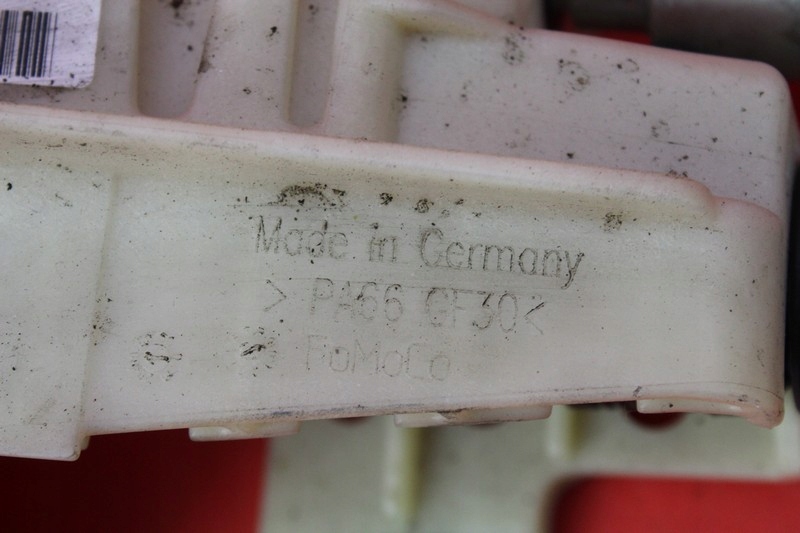 Made in Germany
> PA66 GF30<
FoMoCo